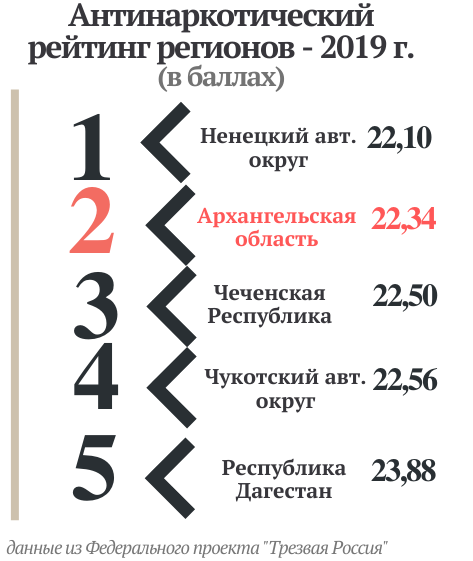 Антинаркотический
рейтинг регионов - 2019 г.
(в баллах)
1 Ненецкий авт. округ 22,10
2 Архангельская область 22,34
3 Чеченская Республика 22,50
4 Чукотский авт. округ 22,56
5 Республика Дагестан 23,88
данные из Федерального проекта "Трезвая Россия"